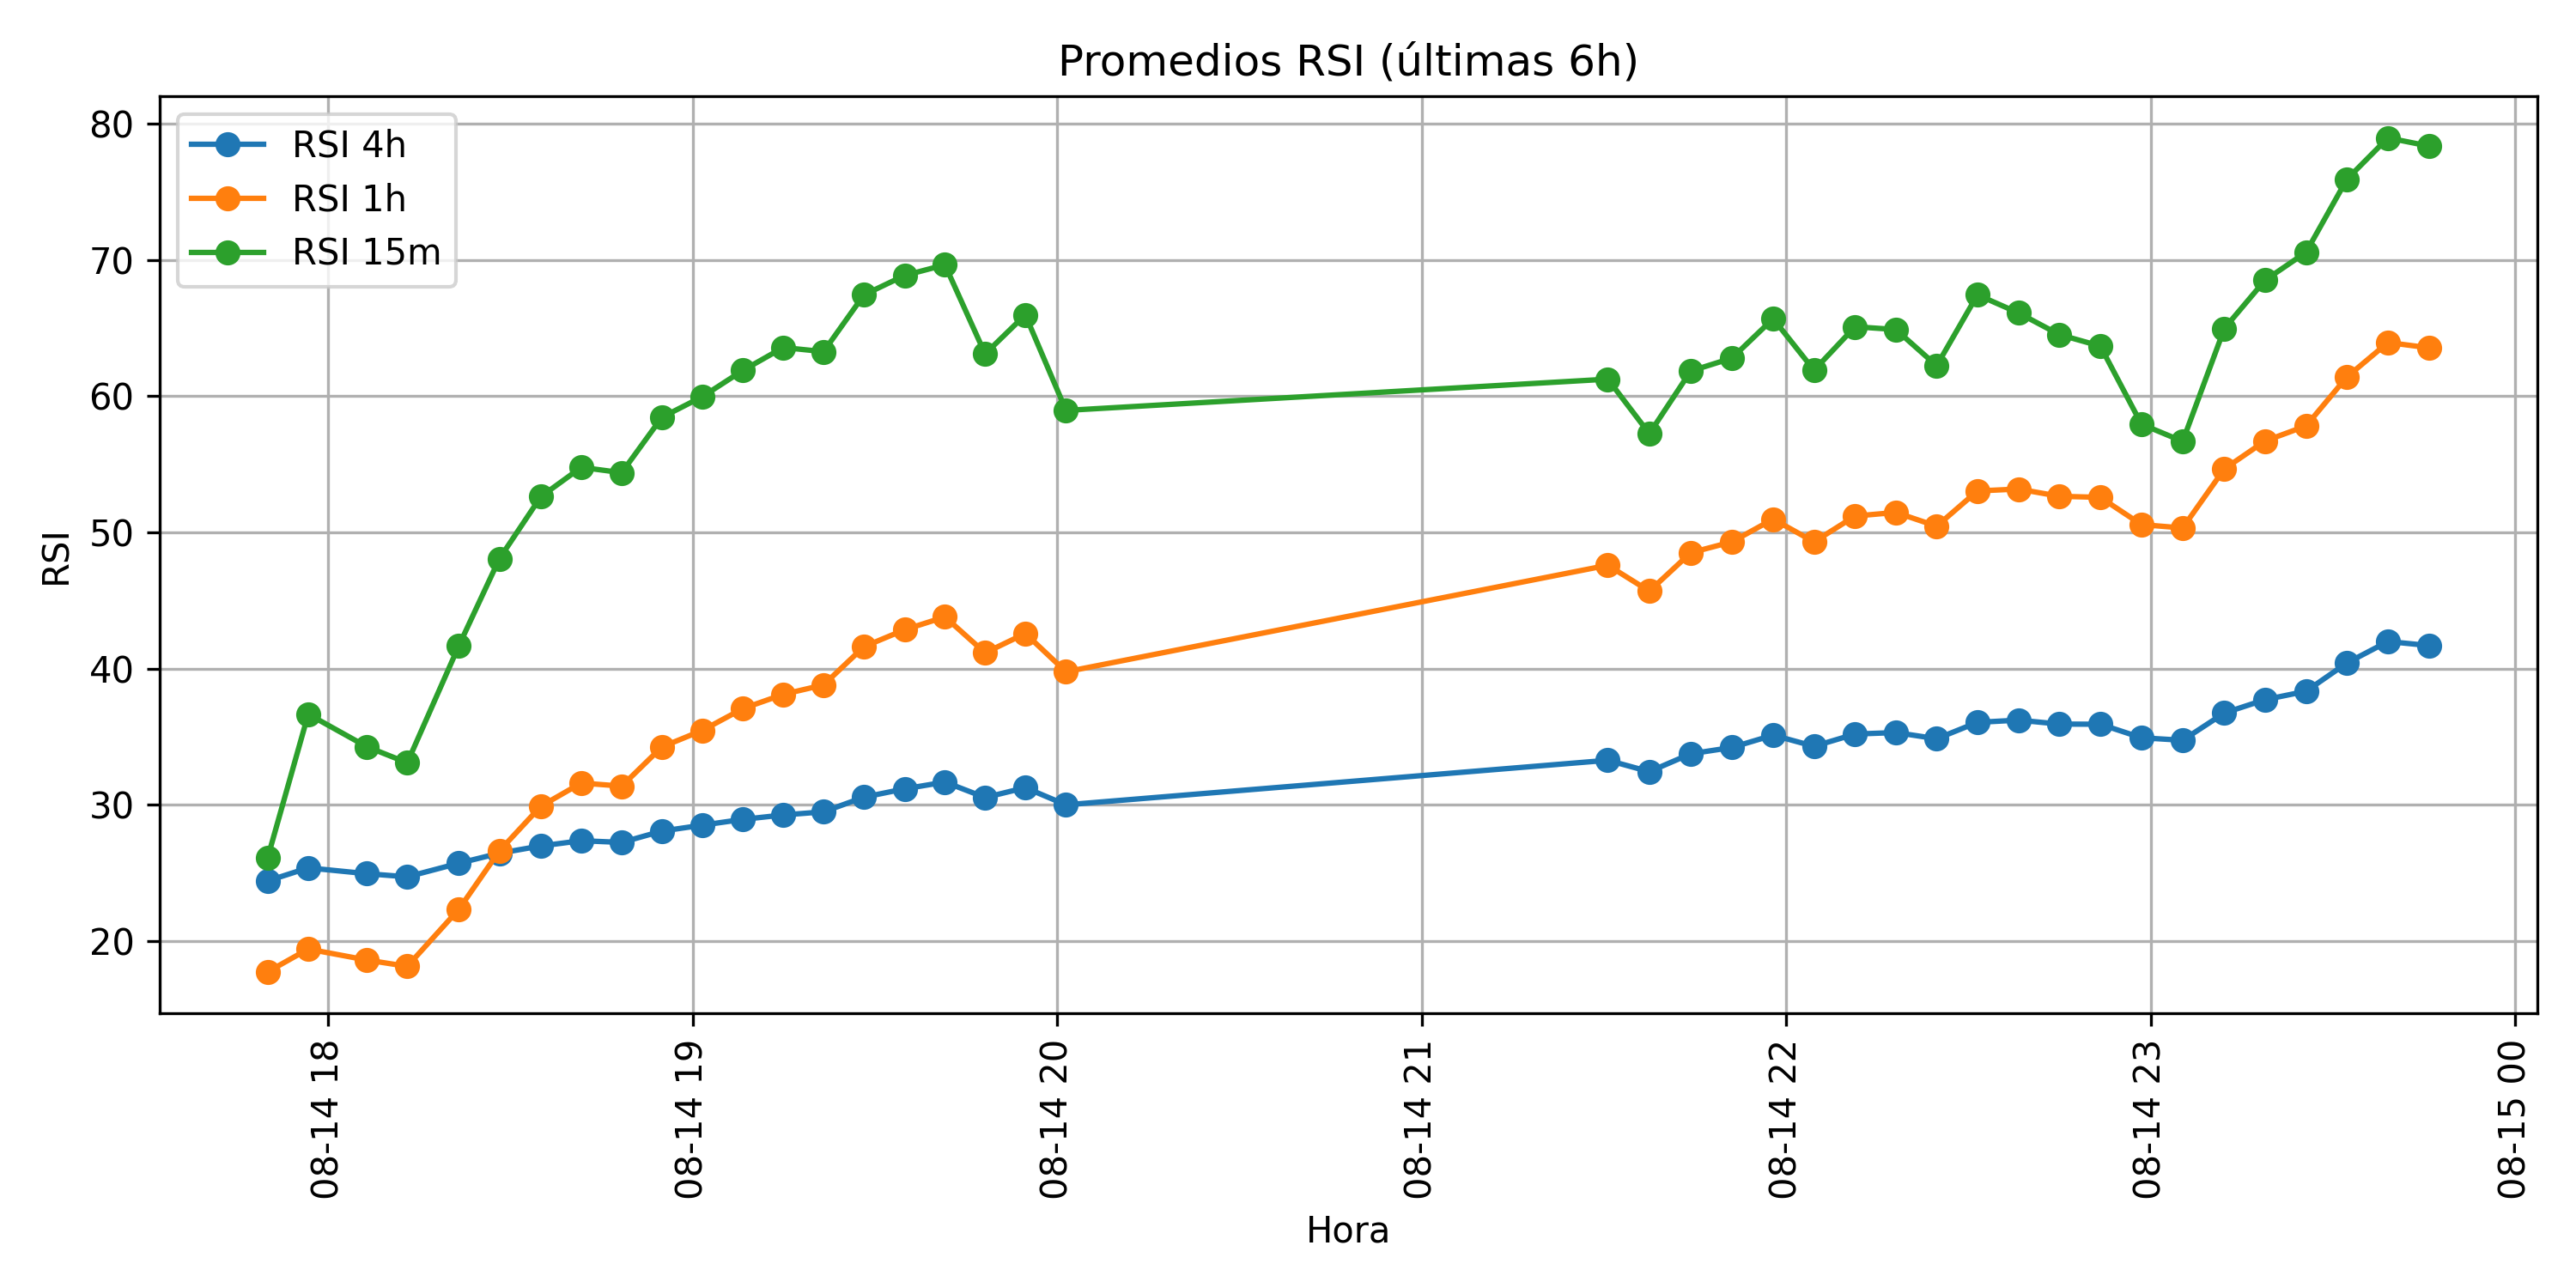 Promedios RSI (últimas 6h)
RSI 4h
RSI 1h
RSI 15m
80
70
60
50
40
30
20
RSI
08-14 18
08-14 19
08-14 20
08-14 21
08-14 22
08-14 23
08-15 00
Hora